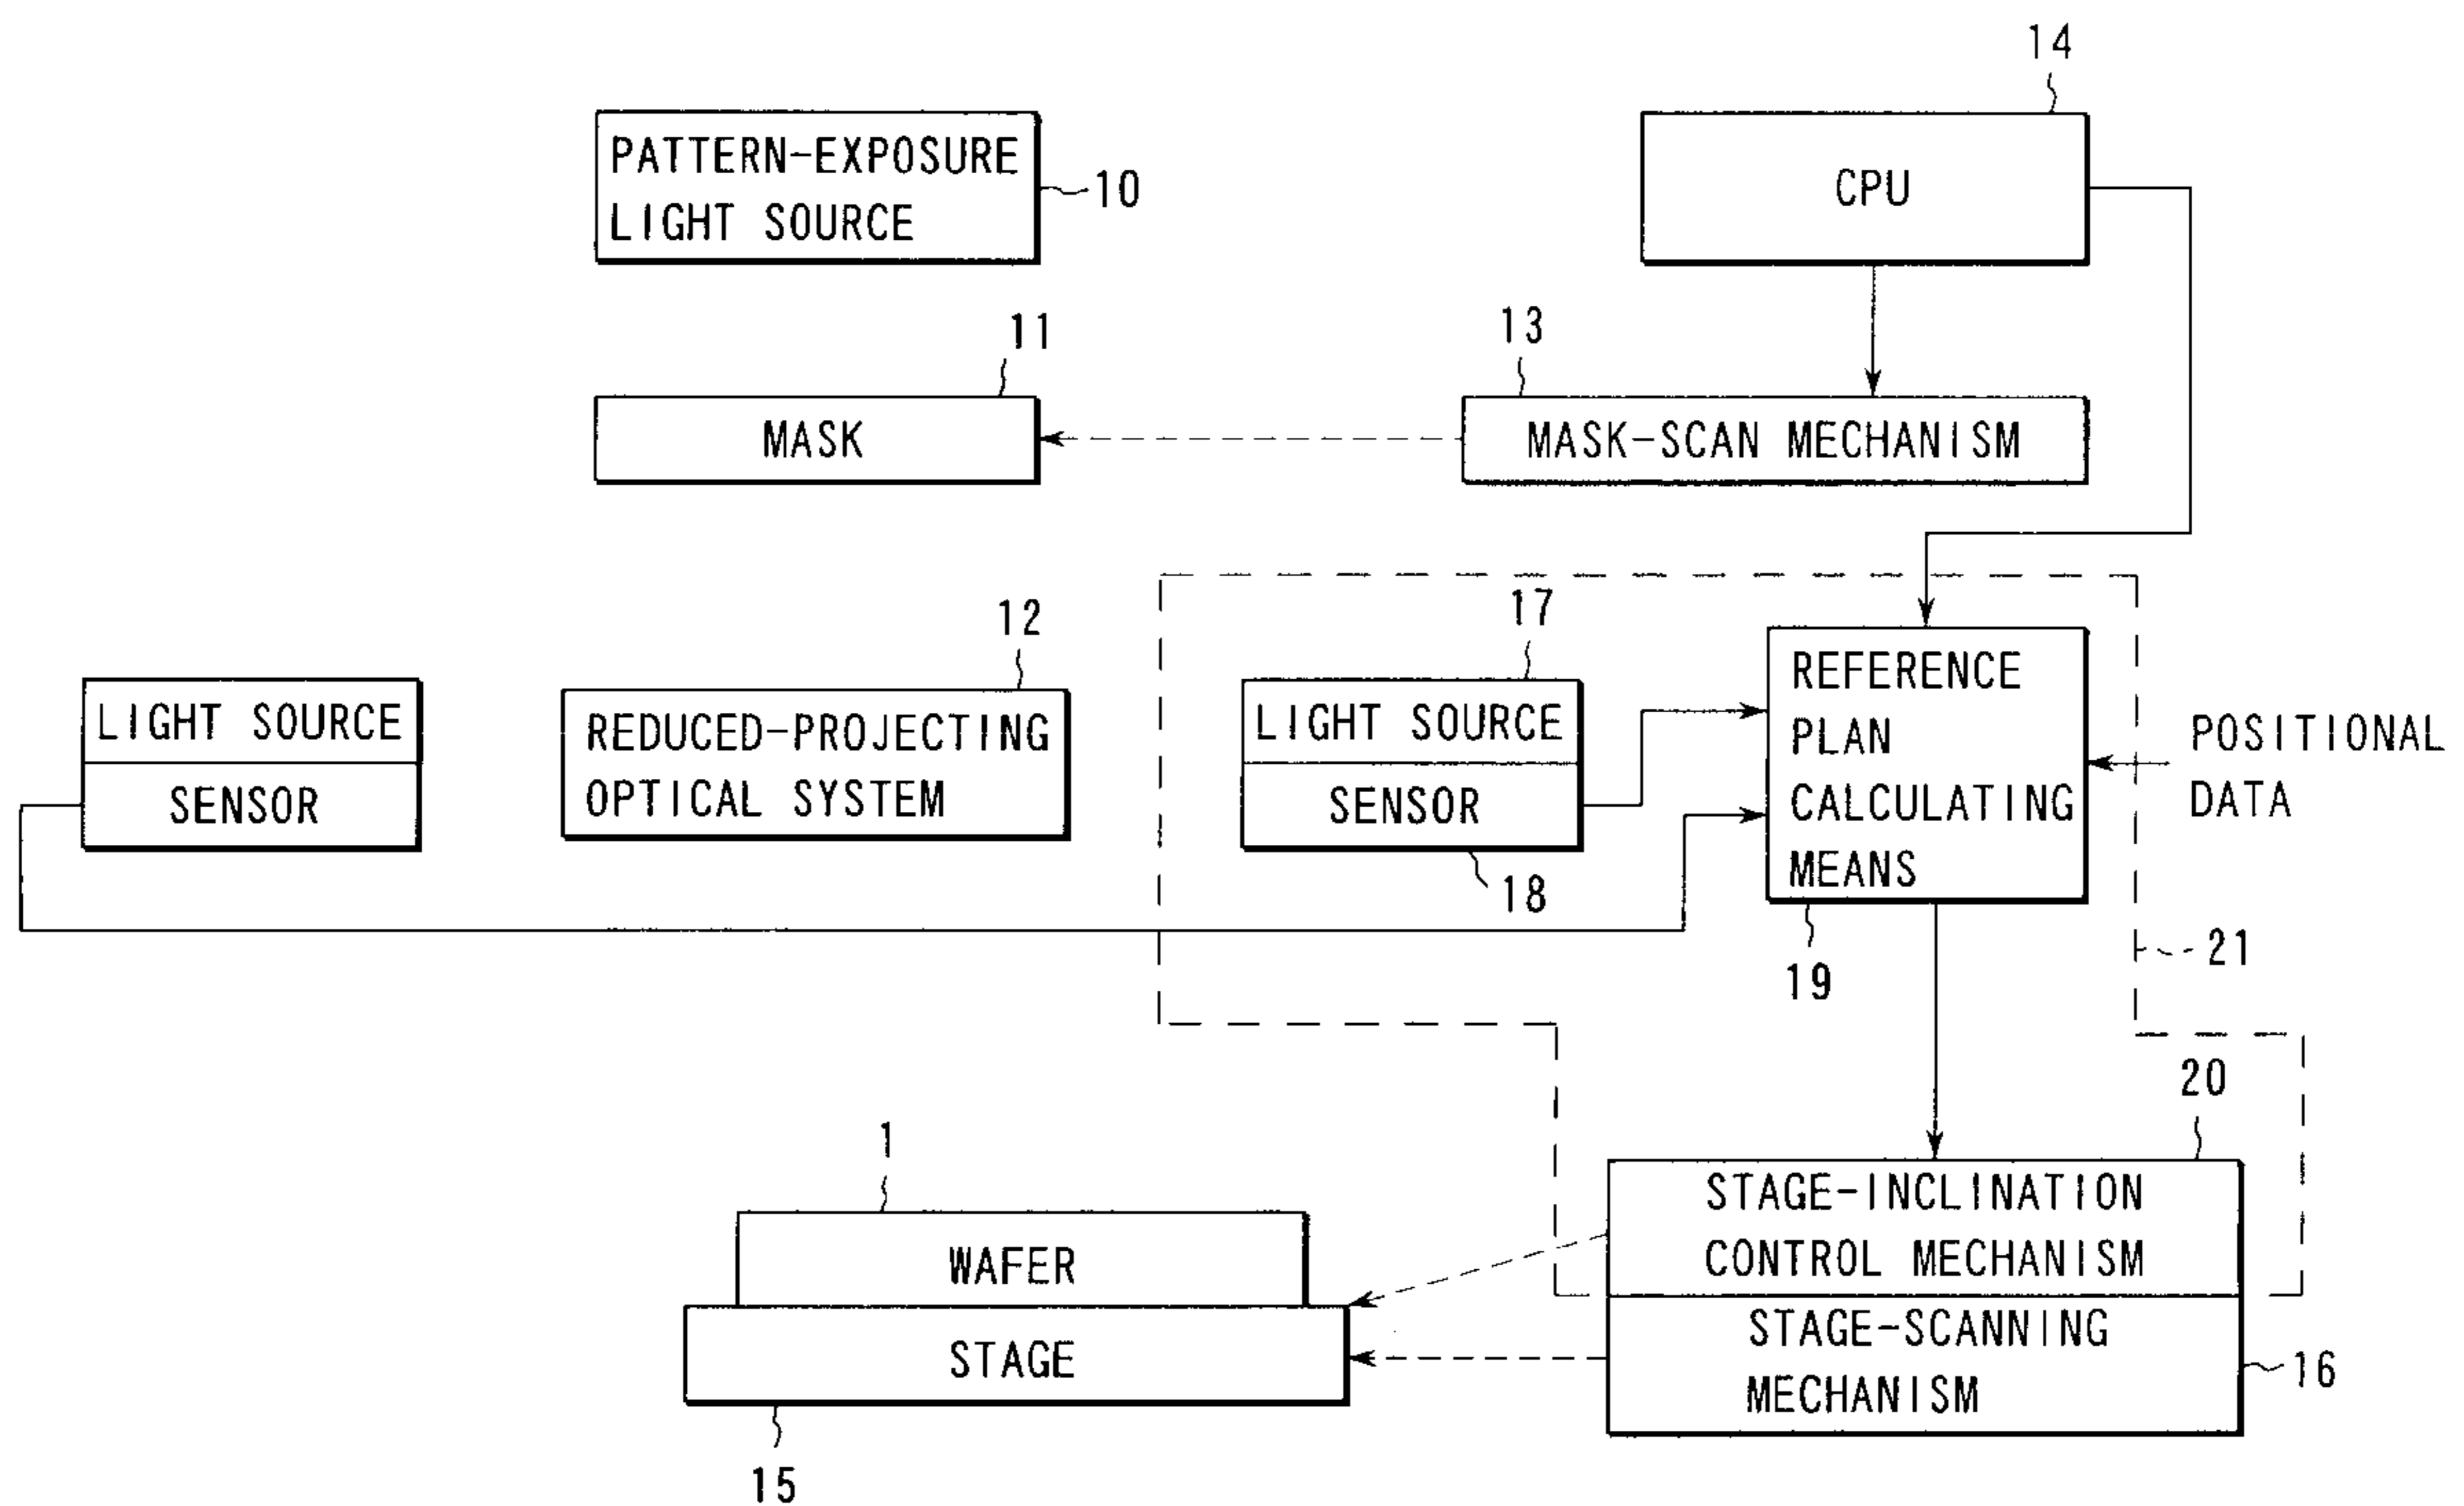 14
PATTERN-EXPOSURE
LIGHT SOURCE
10
CPU
11
13
MASK
MASK-SCAN MECHANISM
12
17
LIGHT SOURCE
SENSOR
REDUCED-PROJECTING
OPTICAL SYSTEM
LIGHT SOURCE
SENSOR
18
REFERENCE
PLAN
CALCULATING
MEANS
19
POSITIONAL
DATA
21
20
1
WAFER
STAGE
15
STAGE-INCLINATION
CONTROL MECHANISM
STAGE-SCANNING
MECHANISM
16